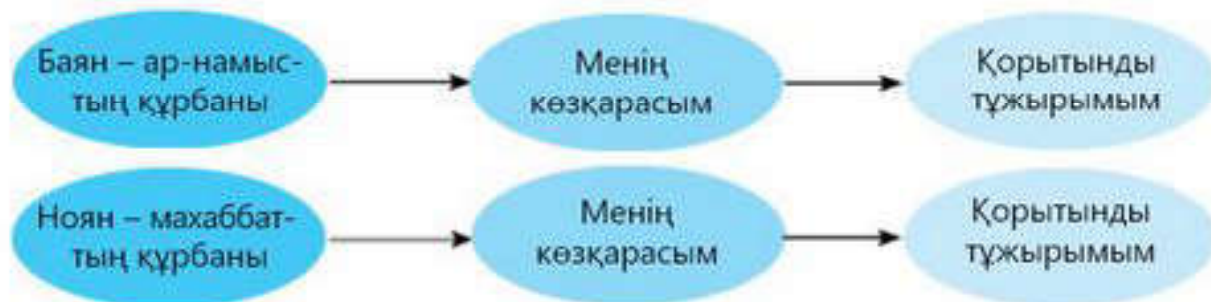 Баян – ар-намыс-
тың құрбаны
Менің
көзқарасым
Қорытынды
тұжырымым
Ноян – махаббат-
тың құрбаны
Менің
көзқарасым
Қорытынды
тұжырымым